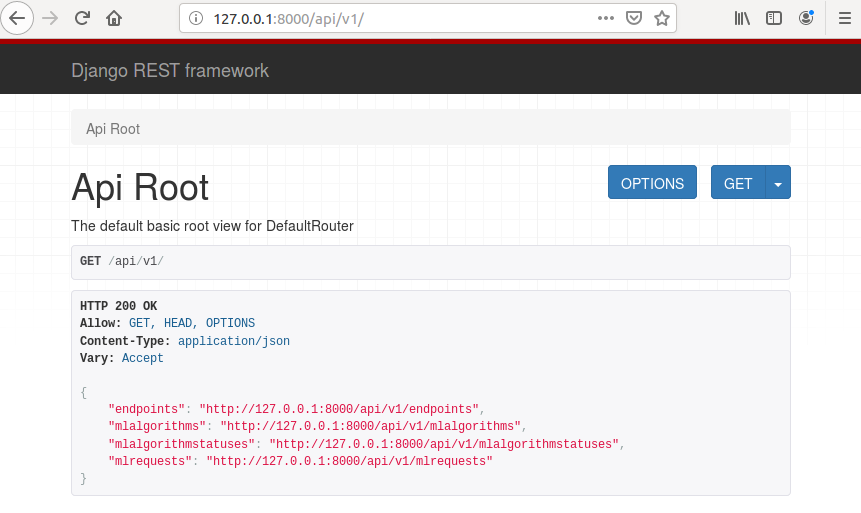 127.0.0.1:8000/api/v1/
Django REST framework
Api Root
Api Root
OPTIONS
GET
The default basic root view for DefaultRouter
GET /api/v1/
HTTP 200 OK
Allow: GET, HEAD, OPTIONS
Content-Type: application/json
Vary: Accept
{
    "endpoints": "http://127.0.0.1:8000/api/v1/endpoints",
    "mlalgorithms": "http://127.0.0.1:8000/api/v1/mlalgorithms",
    "mlalgorithmstatuses": "http://127.0.0.1:8000/api/v1/mlalgorithmstatuses",
    "mlrequests": "http://127.0.0.1:8000/api/v1/mlrequests"
}